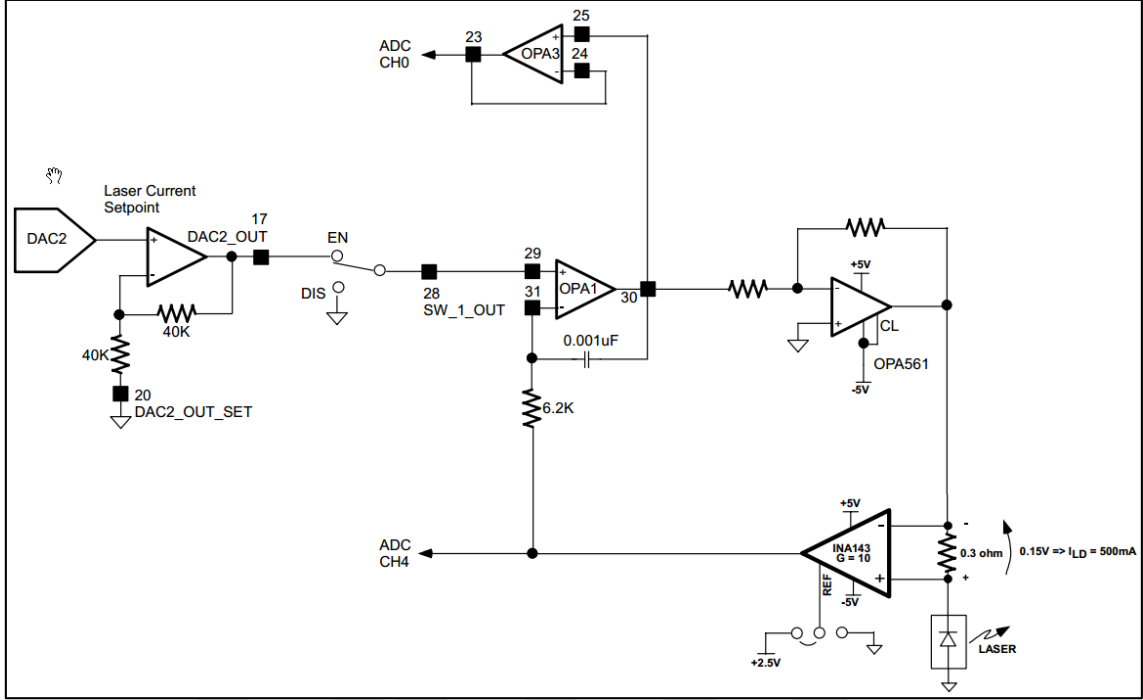 25
23
ADC
CH0
+
OPA3
24
-
Laser Current
Setpoint
17
DAC2
+
DAC2_OUT
EN
-
29
+
31
OPA1
30
-
DIS
28
SW_1_OUT
40K
40K
0.001uF
+5V
-
+
CL
OPA561
-5V
20
DAC2_OUT_SET
6.2K
+5V
-
-
ADC
CH4
INA143
G = 10
0.3 ohm
0.15V => ILD = 500mA
+
+
REF
-5V
LASER
+2.5V